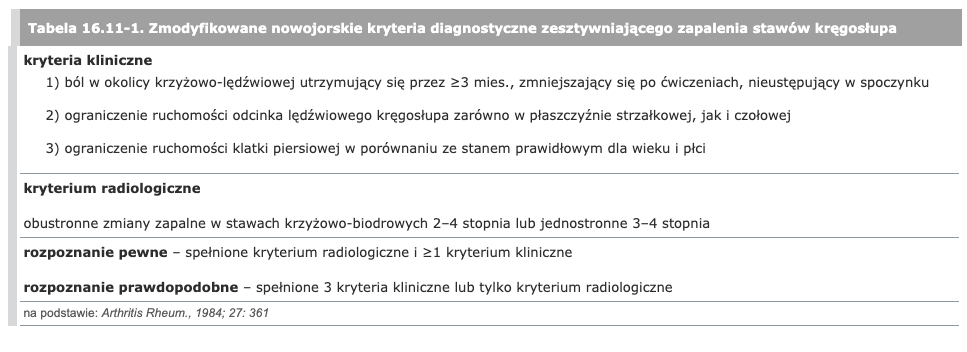 Tabela 16.11-1. Zmodyfikowane nowojorskie kryteria diagnostyczne zesztywniającego zapalenia stawów kręgosłupa
kryteria kliniczne
1) ból w okolicy krzyżowo-lędźwiowej utrzymujący się przez ≥3 mies., zmniejszający się po ćwiczeniach, nieustępujący w spoczynku
2) ograniczenie ruchomości odcinka lędźwiowego kręgosłupa zarówno w płaszczyźnie strzałkowej, jak i czołowej
3) ograniczenie ruchomości klatki piersiowej w porównaniu ze stanem prawidłowym dla wieku i płci
kryterium radiologiczne
obustronne zmiany zapalne w stawach krzyżowo-biodrowych 2–4 stopnia lub jednostronne 3–4 stopnia
rozpoznanie pewne – spełnione kryterium radiologiczne i ≥1 kryterium kliniczne
rozpoznanie prawdopodobne – spełnione 3 kryteria kliniczne lub tylko kryterium radiologiczne
na podstawie: Arthritis Rheum., 1984; 27: 361